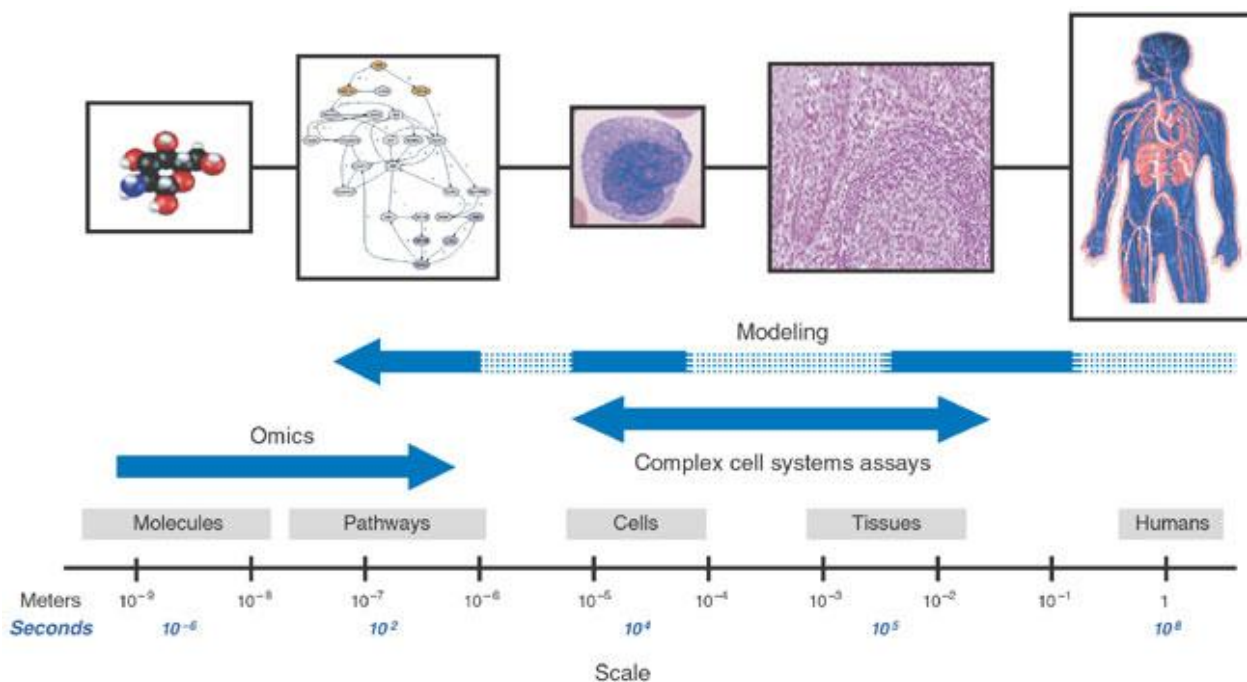 Modeling
Omics
Complex cell systems assays
Molecules Pathways Cells Tissues Humans
Meters 10⁻⁹ 10⁻⁸ 10⁻⁷ 10⁻⁶ 10⁻⁵ 10⁻⁴ 10⁻³ 10⁻² 10⁻¹ 1
Seconds 10⁻⁶ 10² 10⁴ 10⁵ 10⁸
Scale